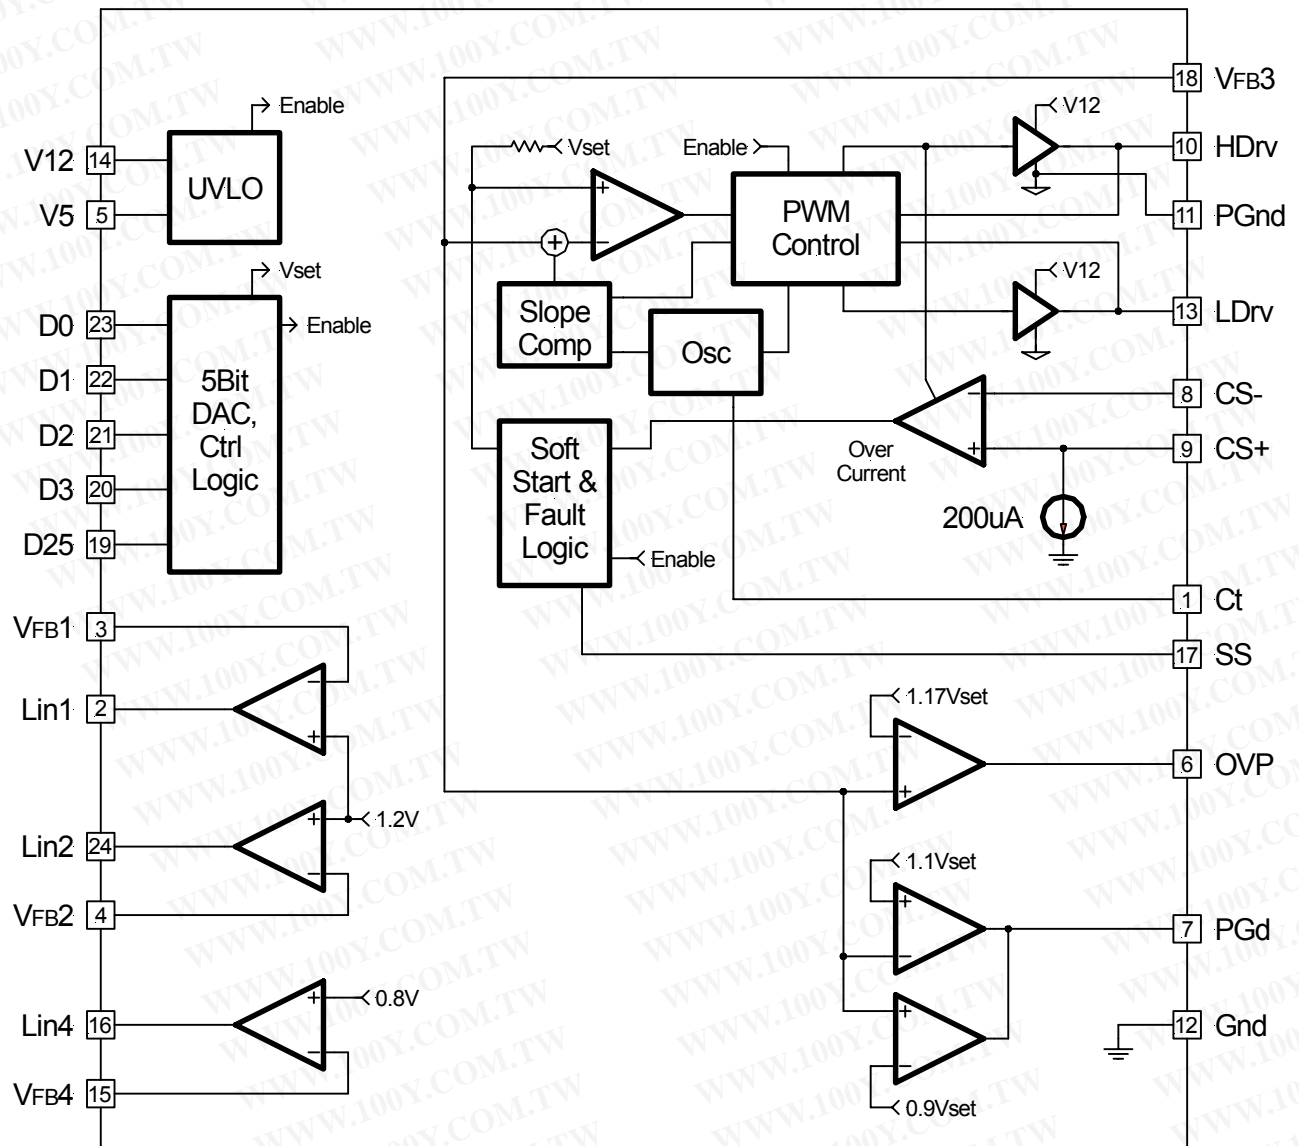 V12 14
V5 5
UVLO
Enable
Vset
Enable
D0 23
D1 22
D2 21
D3 20
D25 19
5Bit
DAC,
Ctrl
Logic
VFB1 3
Lin1 2
1.2V
Lin2 24
VFB2 4
0.8V
Lin4 16
VFB4 15
Vset
Enable
PWM
Control
Slope
Comp
Osc
Soft
Start &
Fault
Logic
Enable
Over
Current
V12
V12
200uA
18 VFB3
10 HDrv
11 PGnd
13 LDrv
8 CS-
9 CS+
1 Ct
17 SS
1.17Vset
6 OVP
1.1Vset
7 PGd
0.9Vset
12 Gnd
WWW.100Y.COM.TW